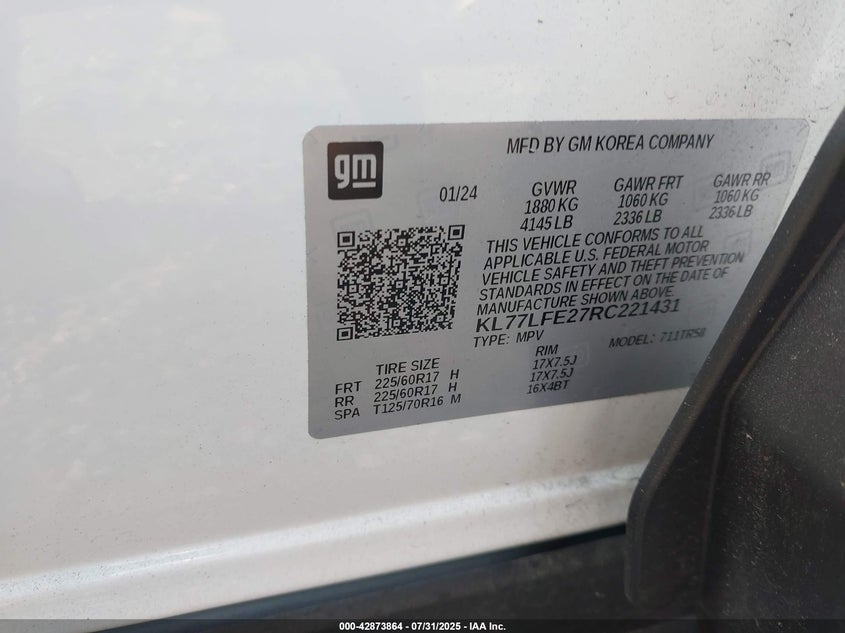 gm
MFD BY GM KOREA COMPANY
01/24
GVWR
1880 KG
4145 LB
GAWR FRT
1060 KG
2336 LB
GAWR RR
1060 KG
2336 LB
THIS VEHICLE CONFORMS TO ALL
APPLICABLE U.S. FEDERAL MOTOR
VEHICLE SAFETY AND THEFT PREVENTION
STANDARDS IN EFFECT ON THE DATE OF
MANUFACTURE SHOWN ABOVE.
KL77LFE27RC221431
TYPE: MPV
MODEL: 711TR58
TIRE SIZE
RIM
FRT 225/60R17 H 17X7.5J
RR 225/60R17 H 17X7.5J
SPA T125/70R16 M 16X4BT
000-42873864 07/31/2025 - IAA Inc.